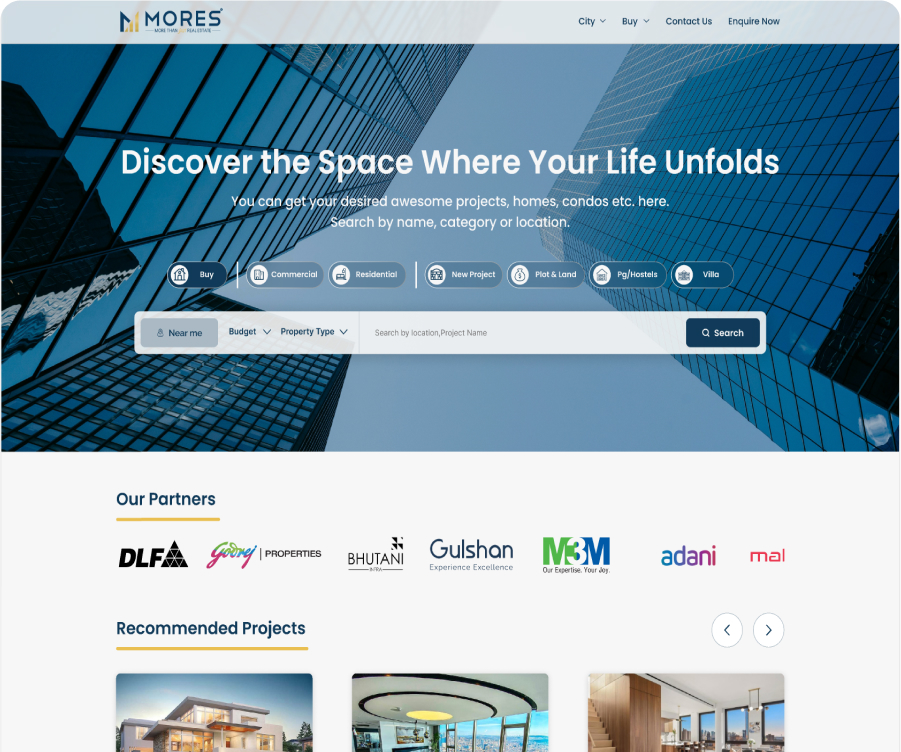 MORES
MORE THAN REAL ESTATE
City
Buy
Contact Us
Enquire Now
Discover the Space Where Your Life Unfolds
You can get your desired awesome projects, homes, condos etc. here.
Search by name, category or location.
Buy
Commercial
Residential
New Project
Plot & Land
Pg/Hostels
Villa
Near me
Budget
Property Type
Search by location,Project Name
Search
Our Partners
DLF
Godrej | PROPERTIES
BHUTANI
INFRA
Gulshan
Experience Excellence
M3M
Our Expertise. Your Joy.
adani
mal
Recommended Projects